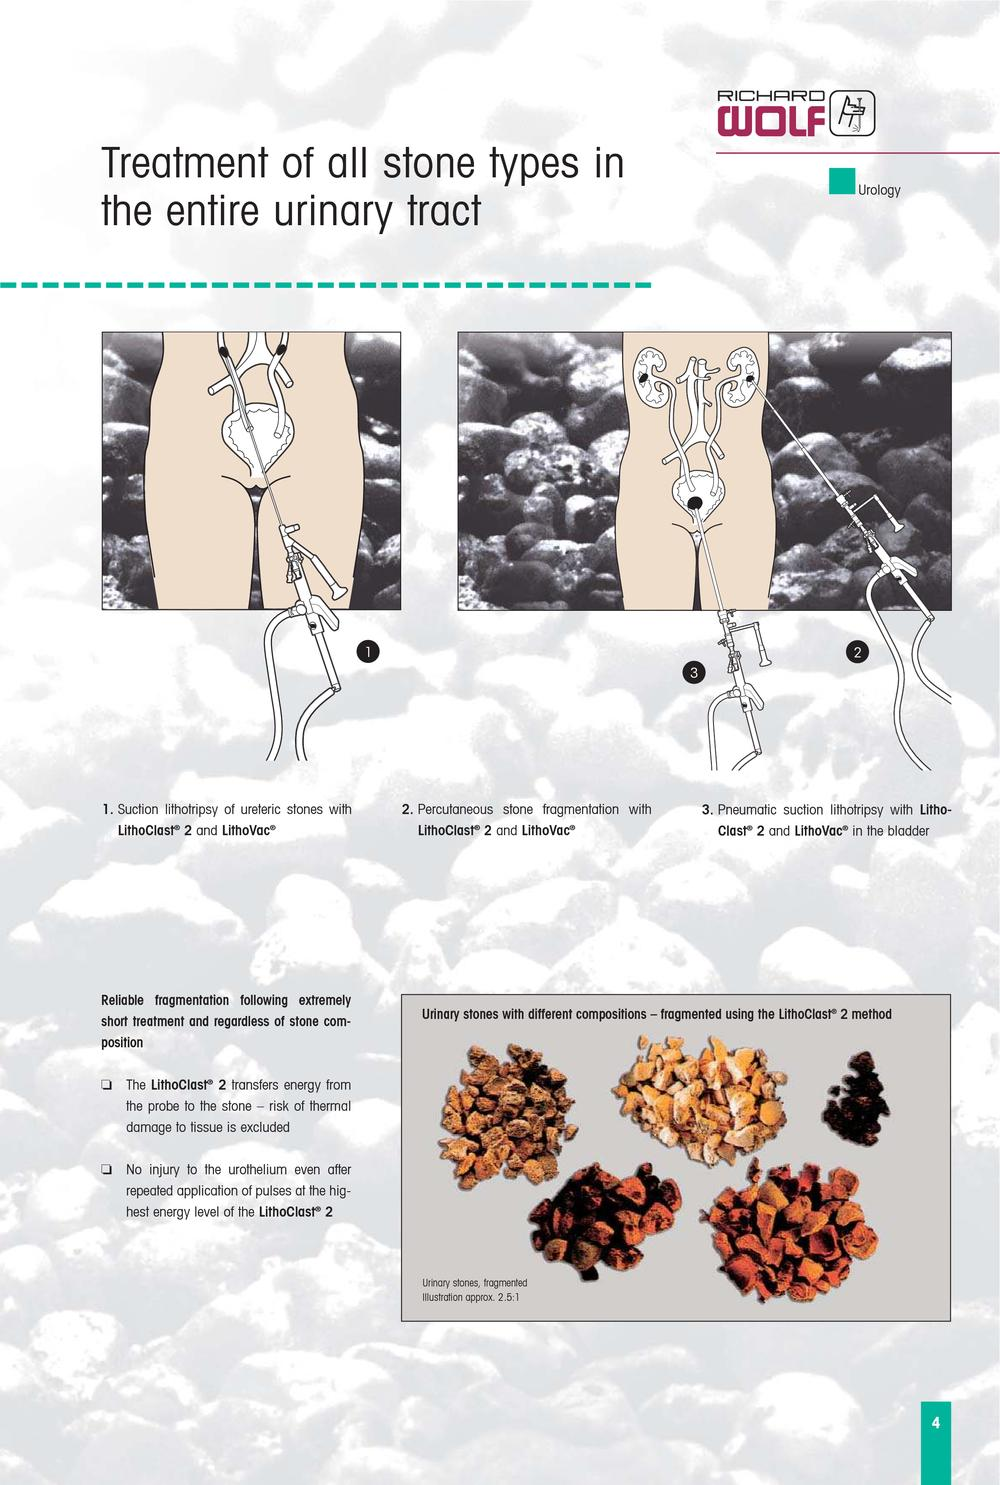 RICHARD
WOLF
Treatment of all stone types in
the entire urinary tract
Urology
1
2
3
1. Suction lithotripsy of ureteric stones with
LithoClast® 2 and LithoVac®
2. Percutaneous stone fragmentation with
LithoClast® 2 and LithoVac®
3. Pneumatic suction lithotripsy with Litho-
Clast® 2 and LithoVac® in the bladder
Reliable fragmentation following extremely
short treatment and regardless of stone com-
position
❏ The LithoClast® 2 transfers energy from
the probe to the stone – risk of thermal
damage to tissue is excluded
❏ No injury to the urothelium even after
repeated application of pulses at the hig-
hest energy level of the LithoClast® 2
Urinary stones with different compositions – fragmented using the LithoClast® 2 method
Urinary stones, fragmented
Illustration approx. 2.5:1
4